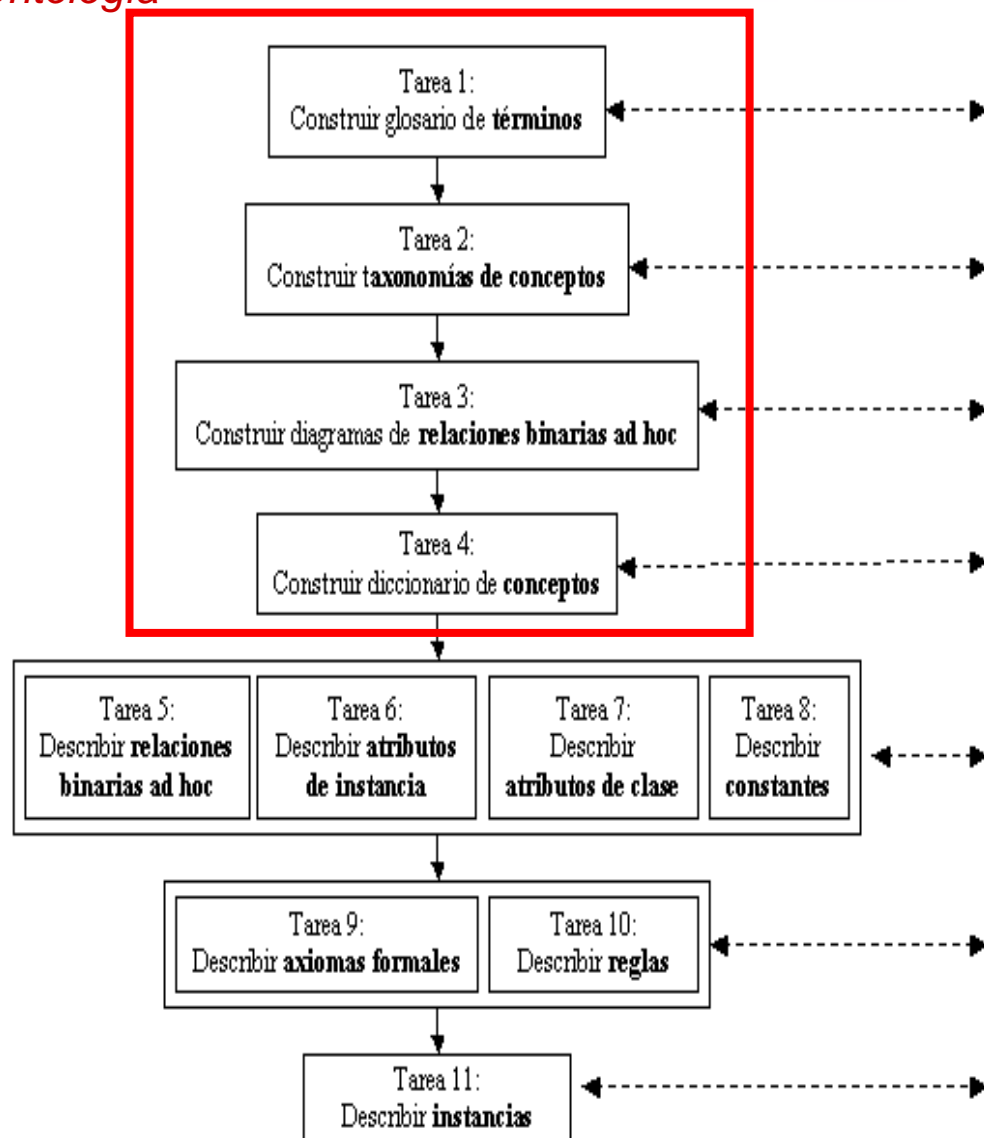 Tarea 1:
Construir glosario de términos
Tarea 2:
Construir taxonomías de conceptos
Tarea 3:
Construir diagramas de relaciones binarias ad hoc
Tarea 4:
Construir diccionario de conceptos
Tarea 5:
Describir relaciones
binarias ad hoc
Tarea 6:
Describir atributos
de instancia
Tarea 7:
Describir
atributos de clase
Tarea 8:
Describir
constantes
Tarea 9:
Describir axiomas formales
Tarea 10:
Describir reglas
Tarea 11:
Describir instancias